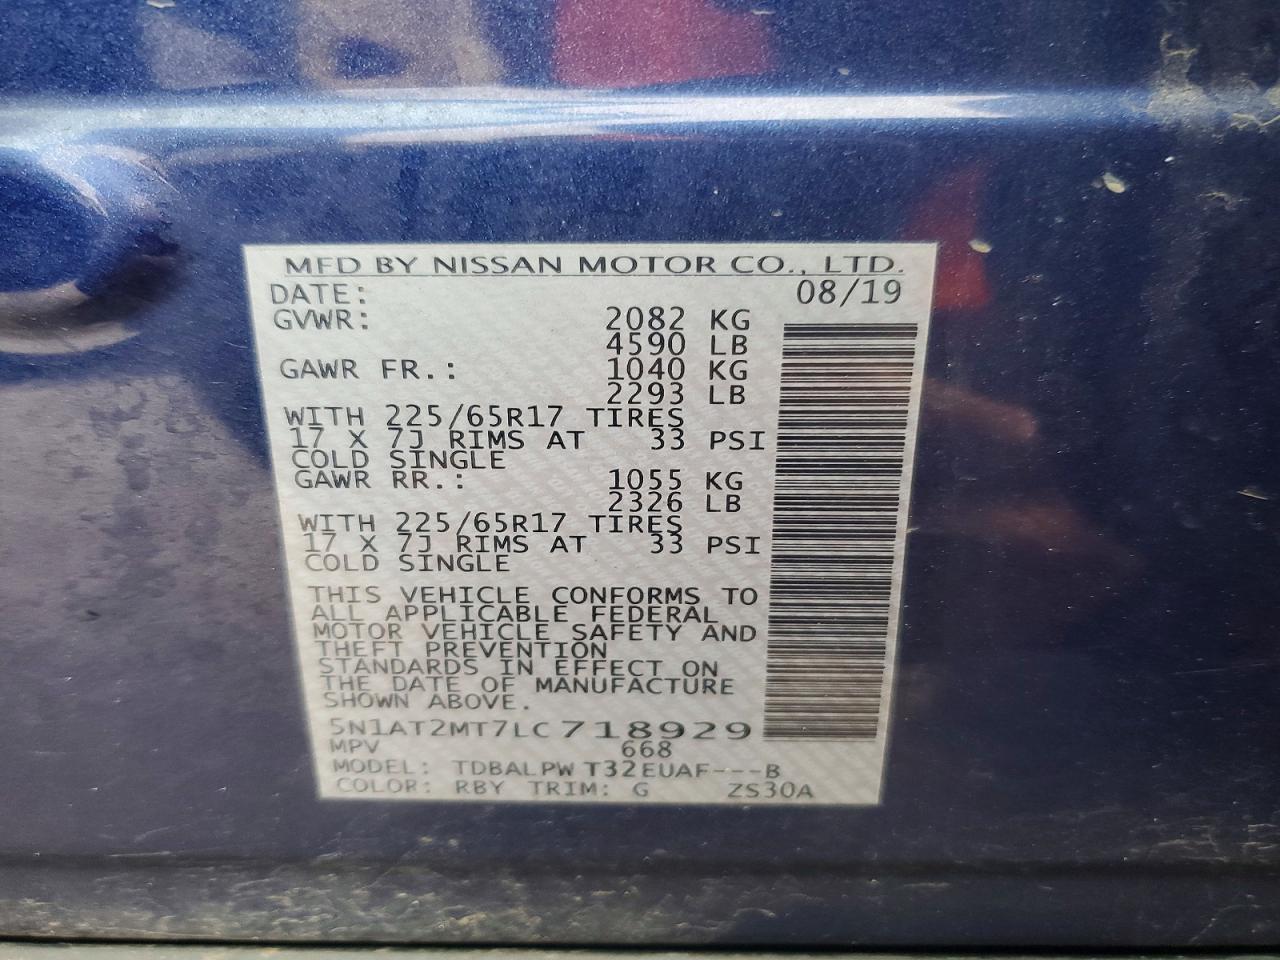 MFD BY NISSAN MOTOR CO., LTD.
DATE: 08/19
GVWR: 2082 KG
4590 LB
GAWR FR.: 1040 KG
2293 LB
WITH 225/65R17 TIRES
17 X 7J RIMS AT 33 PSI
COLD SINGLE
GAWR RR.: 1055 KG
2326 LB
WITH 225/65R17 TIRES
17 X 7J RIMS AT 33 PSI
COLD SINGLE
THIS VEHICLE CONFORMS TO
ALL APPLICABLE FEDERAL
MOTOR VEHICLE SAFETY AND
THEFT PREVENTION
STANDARDS IN EFFECT ON
THE DATE OF MANUFACTURE
SHOWN ABOVE.
5N1AT2MT7LC718929
MPV 668
MODEL: TDBALPW T32EUAF---B
COLOR: RBY TRIM: G ZS30A